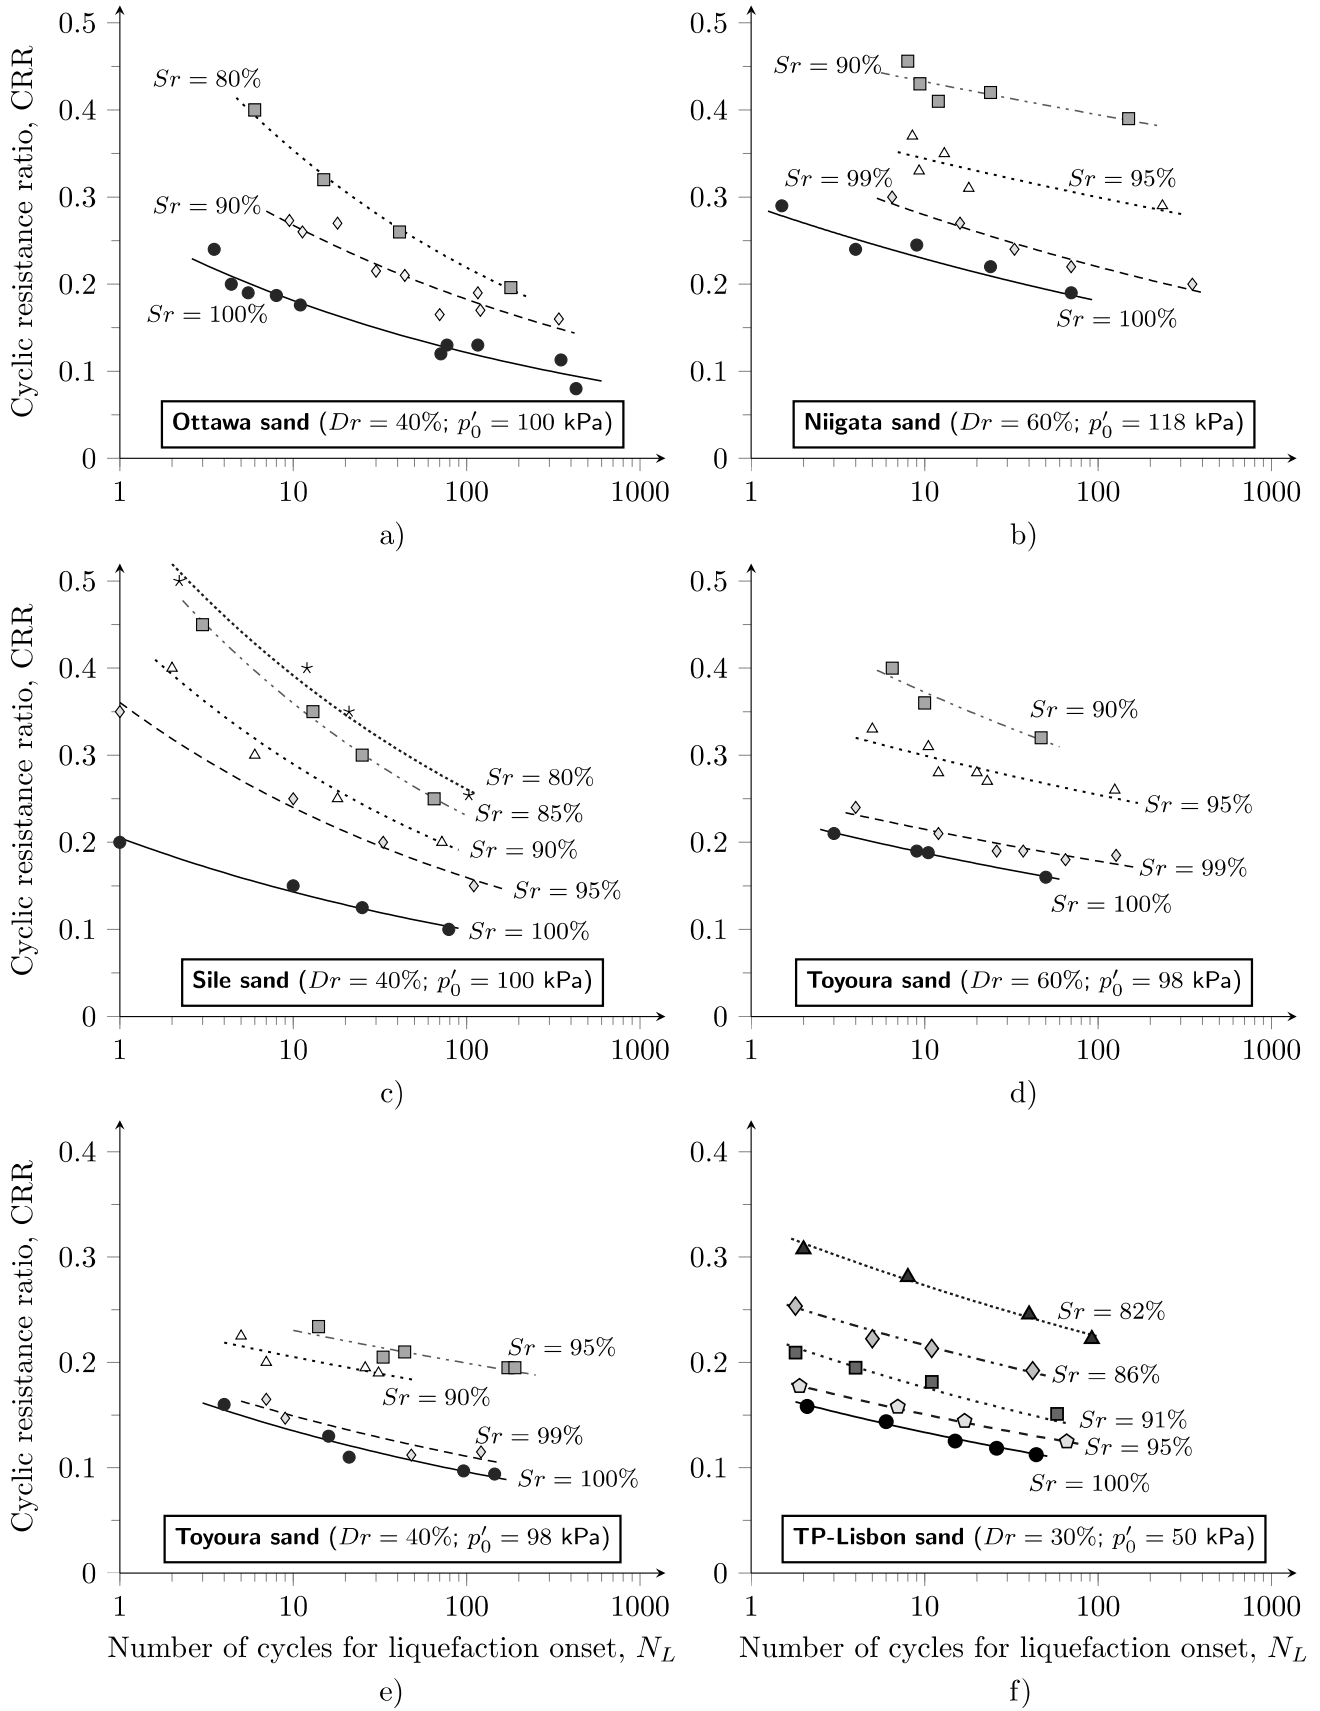 Cyclic resistance ratio, CRR
0.5
0.4
0.3
0.2
0.1
0
Sr = 80%
Sr = 90%
Sr = 100%
Ottawa sand (Dr = 40%; p′0 = 100 kPa)
1 10 100 1000
a)
0.5
0.4
0.3
0.2
0.1
0
Sr = 90%
Sr = 99%
Sr = 95%
Sr = 100%
Niigata sand (Dr = 60%; p′0 = 118 kPa)
1 10 100 1000
b)
Cyclic resistance ratio, CRR
0.5
0.4
0.3
0.2
0.1
0
Sr = 80%
Sr = 85%
Sr = 90%
Sr = 95%
Sr = 100%
Sile sand (Dr = 40%; p′0 = 100 kPa)
1 10 100 1000
c)
0.5
0.4
0.3
0.2
0.1
0
Sr = 90%
Sr = 95%
Sr = 99%
Sr = 100%
Toyoura sand (Dr = 60%; p′0 = 98 kPa)
1 10 100 1000
d)
Cyclic resistance ratio, CRR
0.4
0.3
0.2
0.1
0
Sr = 95%
Sr = 90%
Sr = 99%
Sr = 100%
Toyoura sand (Dr = 40%; p′0 = 98 kPa)
1 10 100 1000
Number of cycles for liquefaction onset, NL
e)
0.4
0.3
0.2
0.1
0
Sr = 82%
Sr = 86%
Sr = 91%
Sr = 95%
Sr = 100%
TP-Lisbon sand (Dr = 30%; p′0 = 50 kPa)
1 10 100 1000
Number of cycles for liquefaction onset, NL
f)